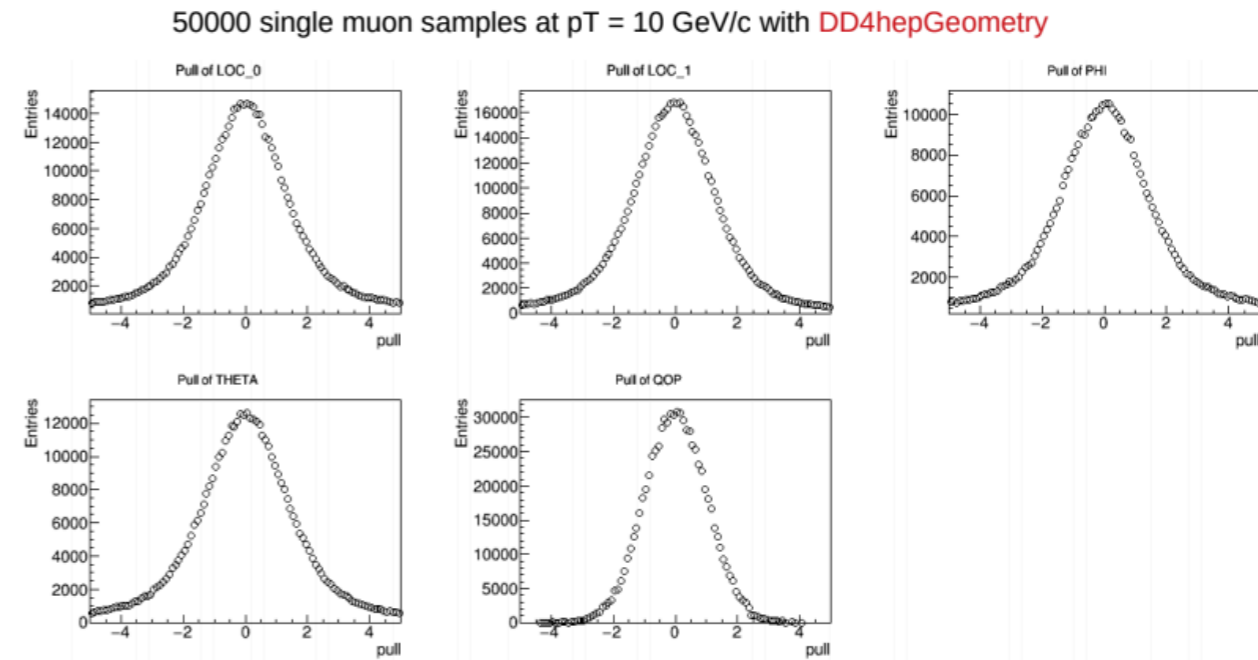 50000 single muon samples at pT = 10 GeV/c with DD4hepGeometry
Pull of LOC_0
Entries
14000
12000
10000
8000
6000
4000
2000
−4 −2 0 2 4
pull
Pull of LOC_1
Entries
16000
14000
12000
10000
8000
6000
4000
2000
0
−4 −2 0 2 4
pull
Pull of PHI
Entries
10000
8000
6000
4000
2000
−4 −2 0 2 4
pull
Pull of THETA
Entries
12000
10000
8000
6000
4000
2000
0
−4 −2 0 2 4
pull
Pull of QOP
Entries
30000
25000
20000
15000
10000
5000
0
−4 −2 0 2 4
pull